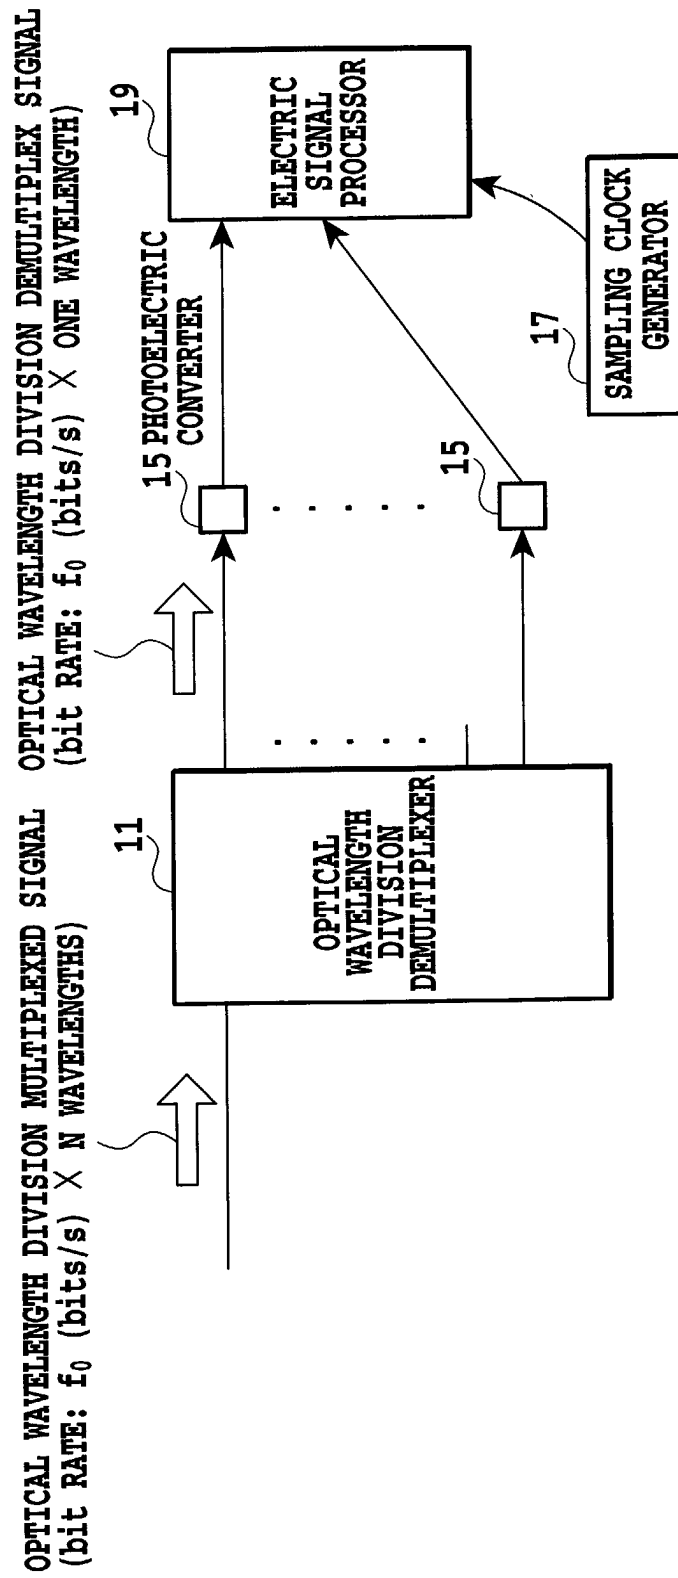 OPTICAL WAVELENGTH DIVISION MULTIPLEXED SIGNAL
(bit RATE: f₀ (bits/s) × N WAVELENGTHS)
OPTICAL WAVELENGTH DIVISION DEMULTIPLEX SIGNAL
(bit RATE: f₀ (bits/s) × ONE WAVELENGTH)
11
OPTICAL
WAVELENGTH
DIVISION
DEMULTIPLEXER
15 PHOTOELECTRIC
CONVERTER
15
19
ELECTRIC
SIGNAL
PROCESSOR
17
SAMPLING CLOCK
GENERATOR